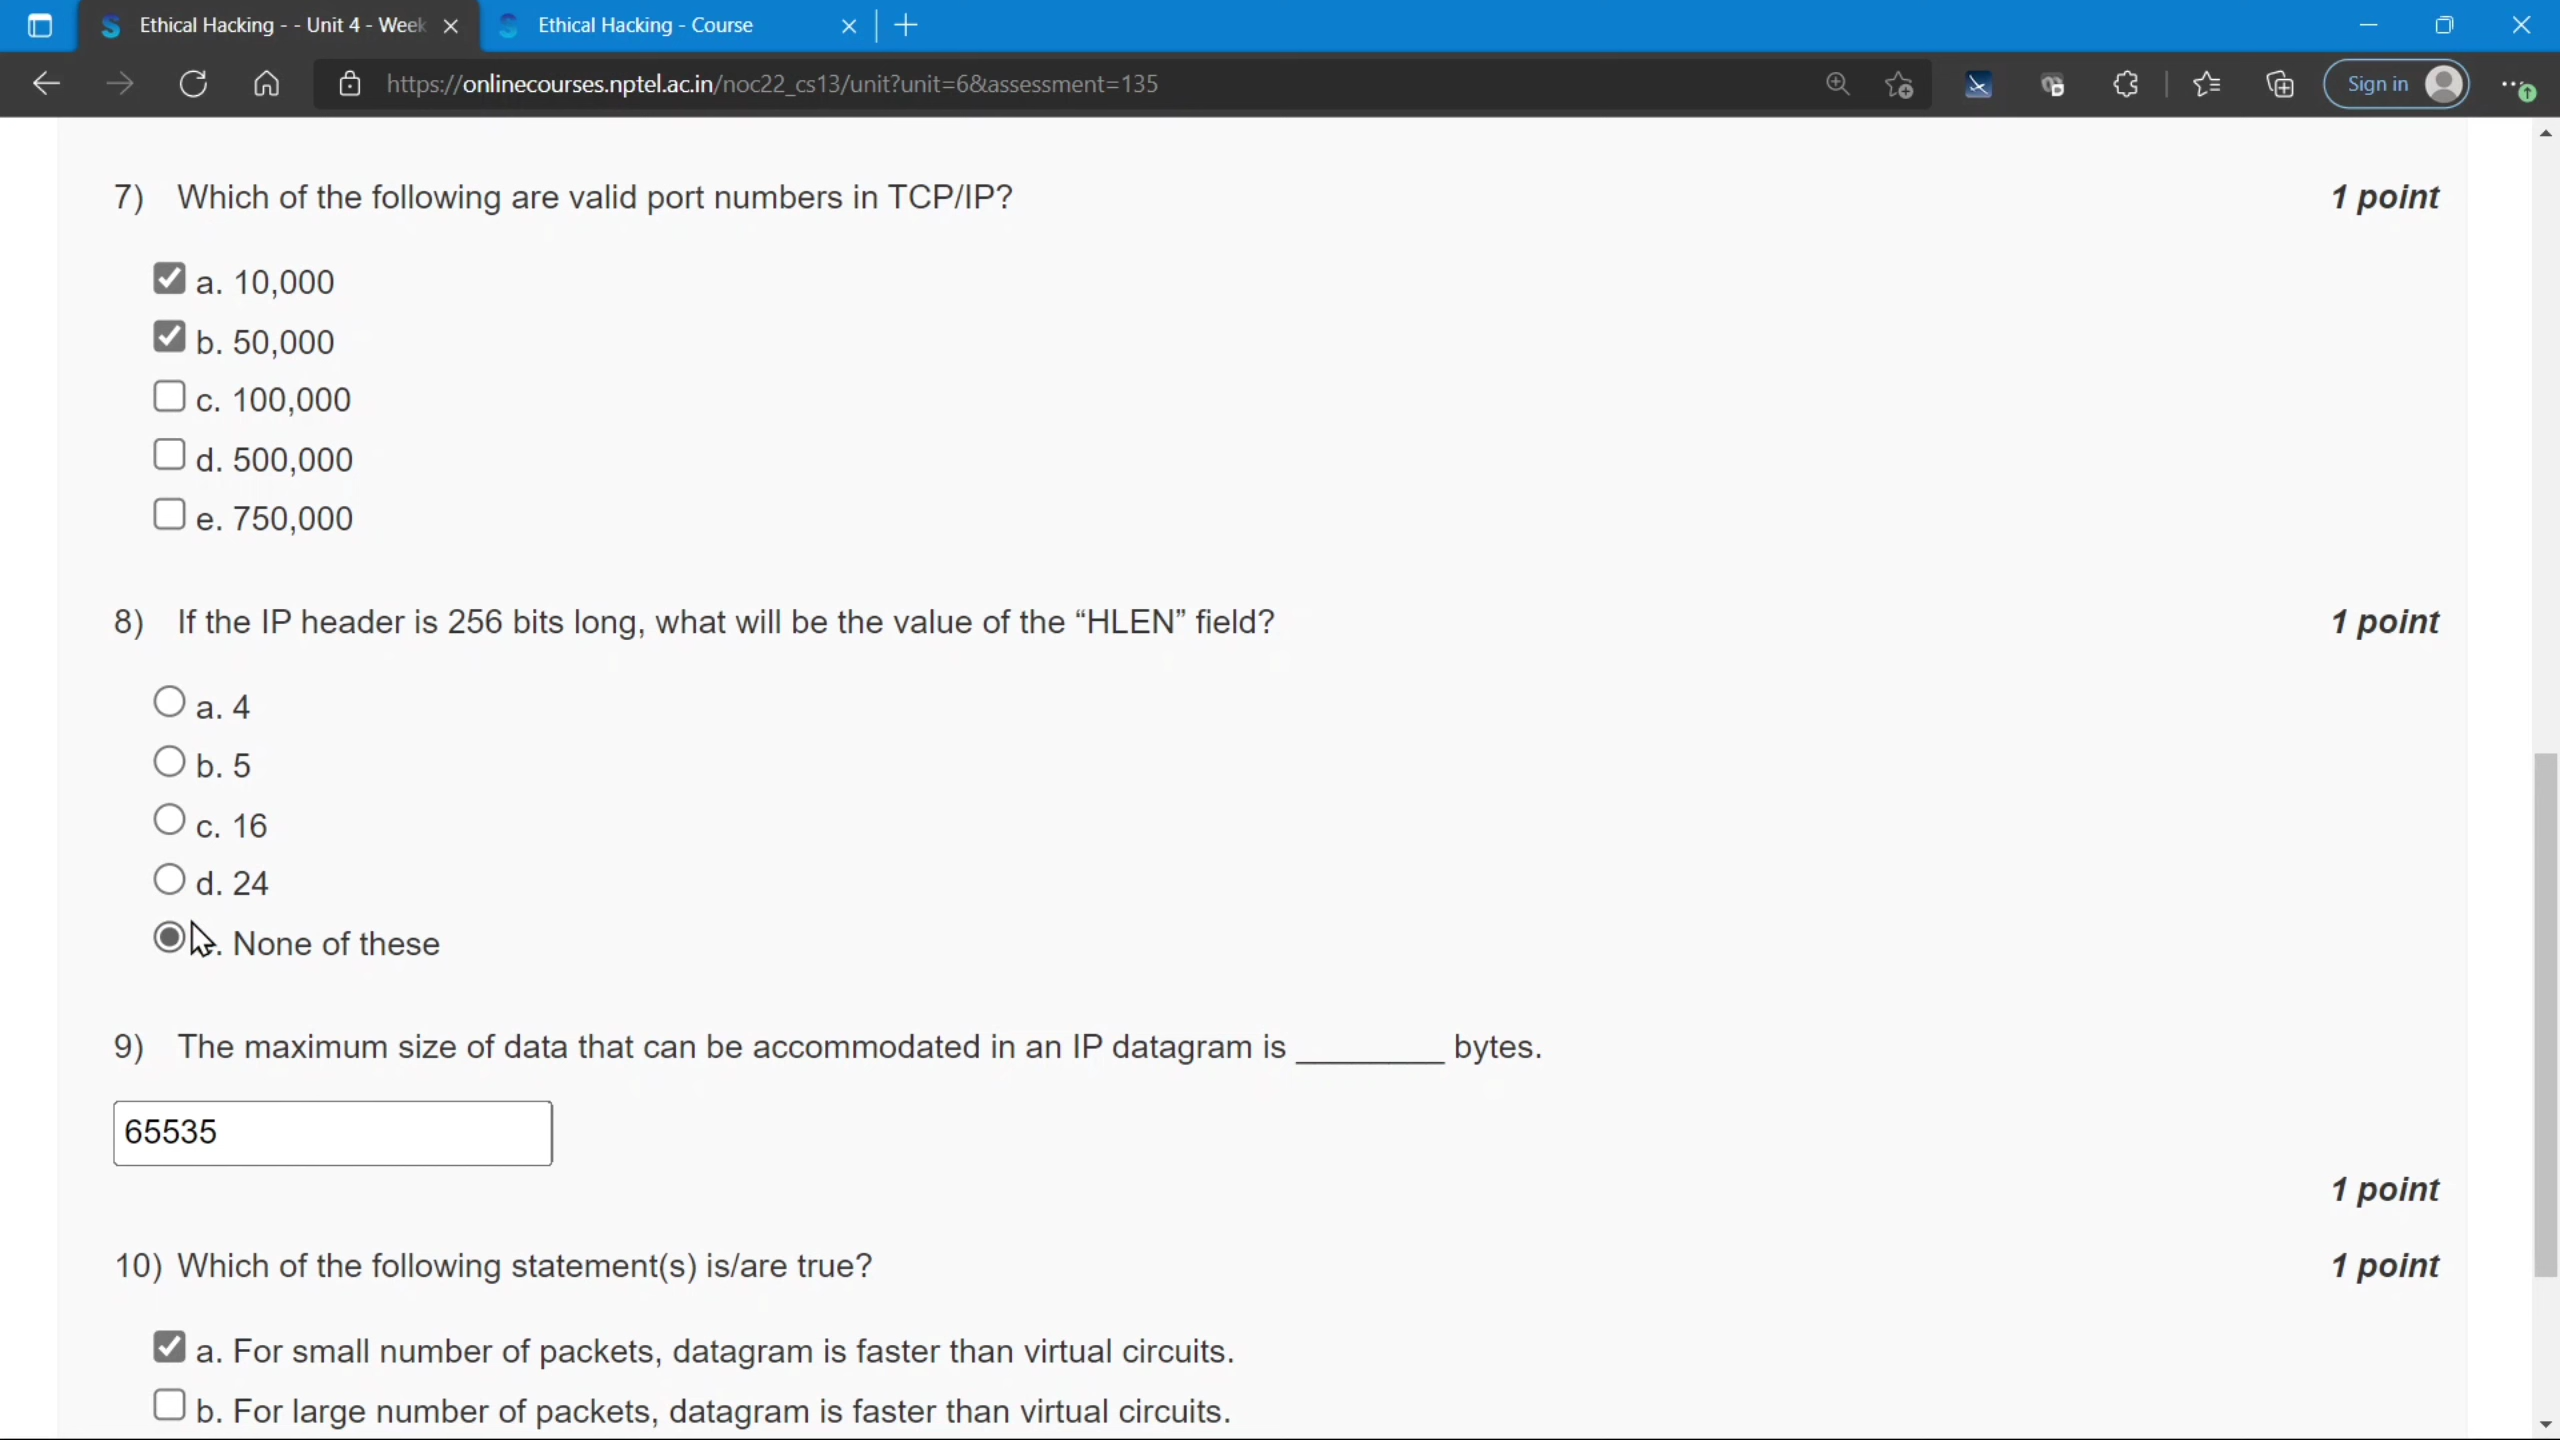 Ethical Hacking - - Unit 4 - Week
Ethical Hacking - Course
https://onlinecourses.nptel.ac.in/noc22_cs13/unit?unit=6&assessment=135
Sign in
7) Which of the following are valid port numbers in TCP/IP? 1 point
a. 10,000
b. 50,000
c. 100,000
d. 500,000
e. 750,000
8) If the IP header is 256 bits long, what will be the value of the “HLEN” field? 1 point
a. 4
b. 5
c. 16
d. 24
. None of these
9) The maximum size of data that can be accommodated in an IP datagram is ________ bytes.
65535
1 point
10) Which of the following statement(s) is/are true? 1 point
a. For small number of packets, datagram is faster than virtual circuits.
b. For large number of packets, datagram is faster than virtual circuits.